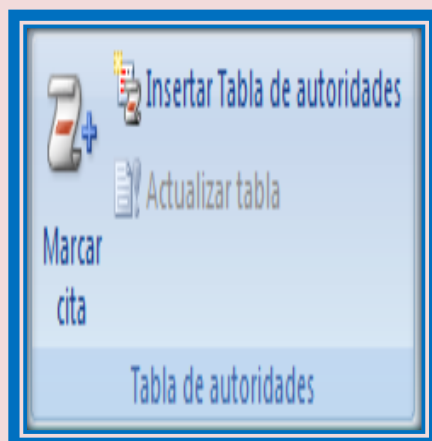 Insertar Tabla de autoridades
Actualizar tabla
Marcar
cita
Tabla de autoridades